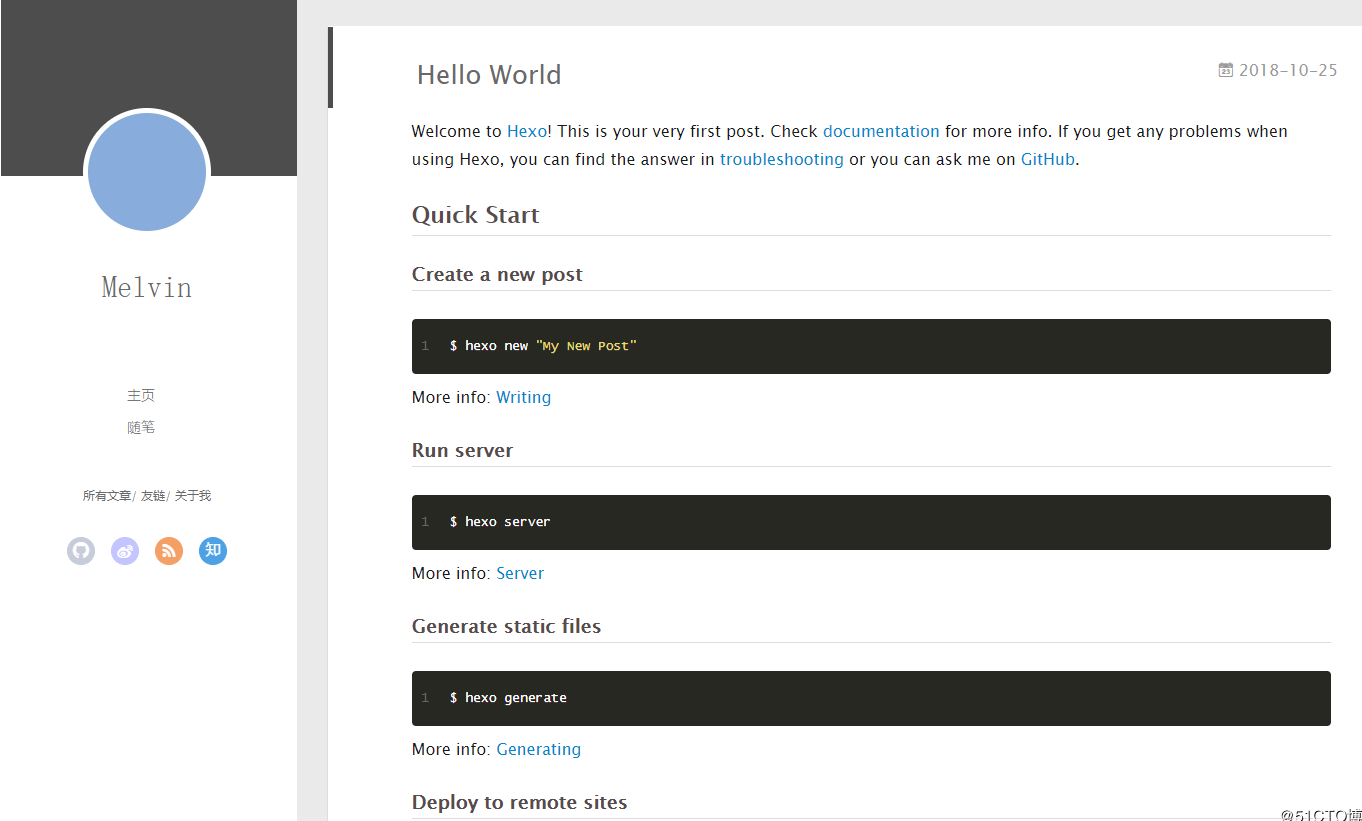 Melvin
主页
随笔
所有文章/ 友链/ 关于我
知
Hello World
23 2018-10-25
Welcome to Hexo! This is your very first post. Check documentation for more info. If you get any problems when
using Hexo, you can find the answer in troubleshooting or you can ask me on GitHub.
Quick Start
Create a new post
1 $ hexo new "My New Post"
More info: Writing
Run server
1 $ hexo server
More info: Server
Generate static files
1 $ hexo generate
More info: Generating
Deploy to remote sites
@51CTO博